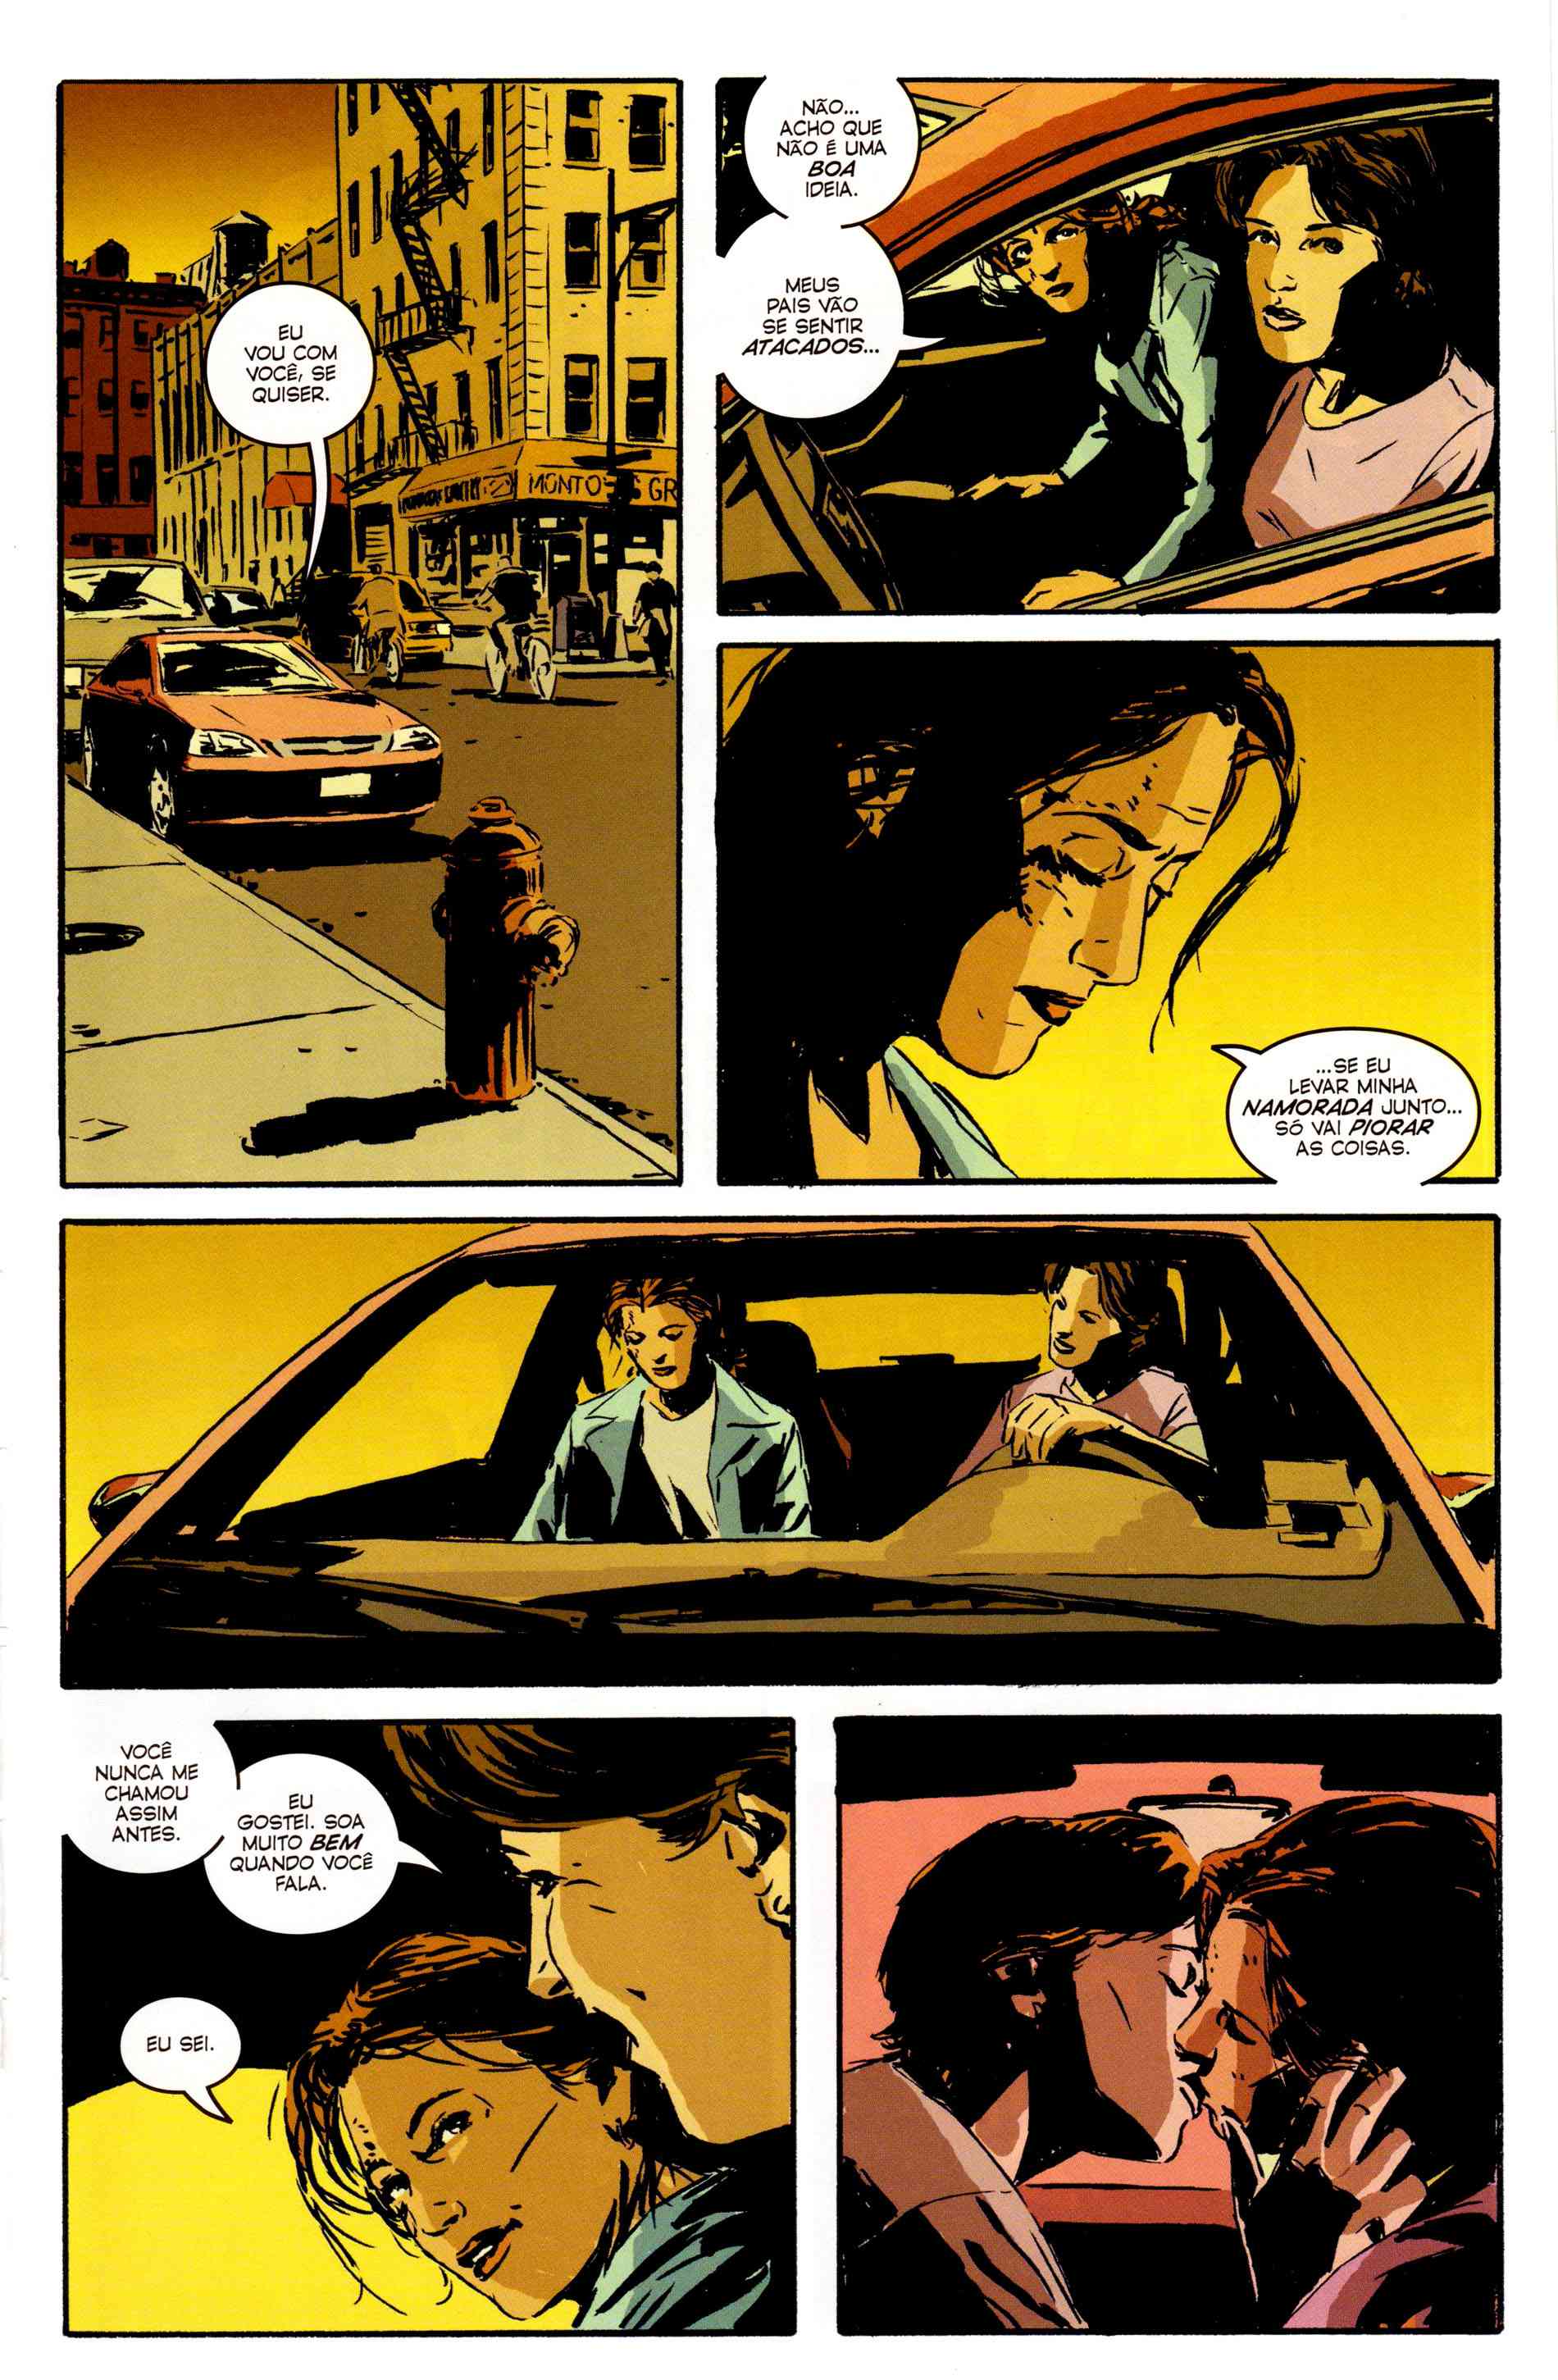 EU
VOU COM
VOCÊ, SE
QUISER.
MONTO
GR
NÃO...
ACHO QUE
NÃO É UMA
BOA
IDEIA.
MEUS
PAIS VÃO
SE SENTIR
ATACADOS...
...SE EU
LEVAR MINHA
NAMORADA JUNTO...
SÓ VAI PIORAR
AS COISAS.
VOCÊ
NUNCA ME
CHAMOU
ASSIM
ANTES.
EU
GOSTEI. SOA
MUITO BEM
QUANDO VOCÊ
FALA.
EU SEI.